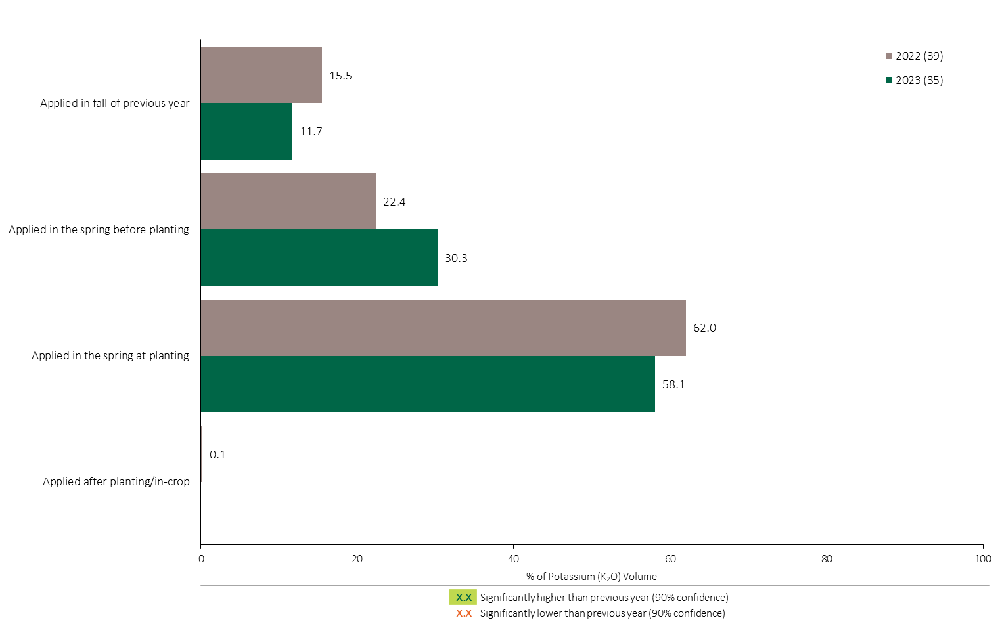 2022 (39)
2023 (35)
Applied in fall of previous year
15.5
11.7
Applied in the spring before planting
22.4
30.3
Applied in the spring at planting
62.0
58.1
Applied after planting/in-crop
0.1
0 20 40 60 80 100
% of Potassium (K₂O) Volume
X.X Significantly higher than previous year (90% confidence)
X.X Significantly lower than previous year (90% confidence)